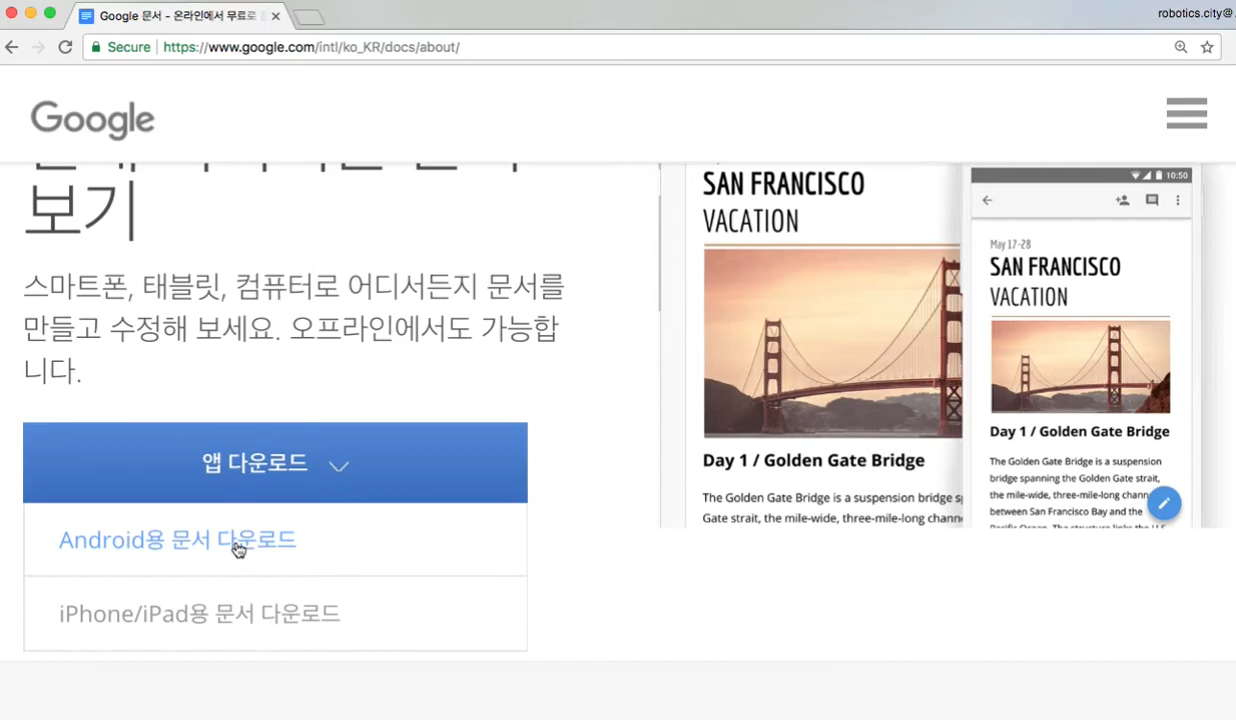 Google 문서 - 온라인에서 무료로
robotics.city@
Secure
https://www.google.com/intl/ko_KR/docs/about/
Google
보기
스마트폰, 태블릿, 컴퓨터로 어디서든지 문서를
만들고 수정해 보세요. 오프라인에서도 가능합
니다.
앱 다운로드
Android용 문서 다운로드
iPhone/iPad용 문서 다운로드
SAN FRANCISCO
VACATION
Day 1 / Golden Gate Bridge
The Golden Gate Bridge is a suspension bridge
Gate strait, the mile-wide, three-mile-long
10:50
May 17-28
SAN FRANCISCO
VACATION
Day 1 / Golden Gate Bridge
The Golden Gate Bridge is a suspension
bridge spanning the Golden Gate strait,
the mile-wide, three-mile-long
between San Francisco Bay and the